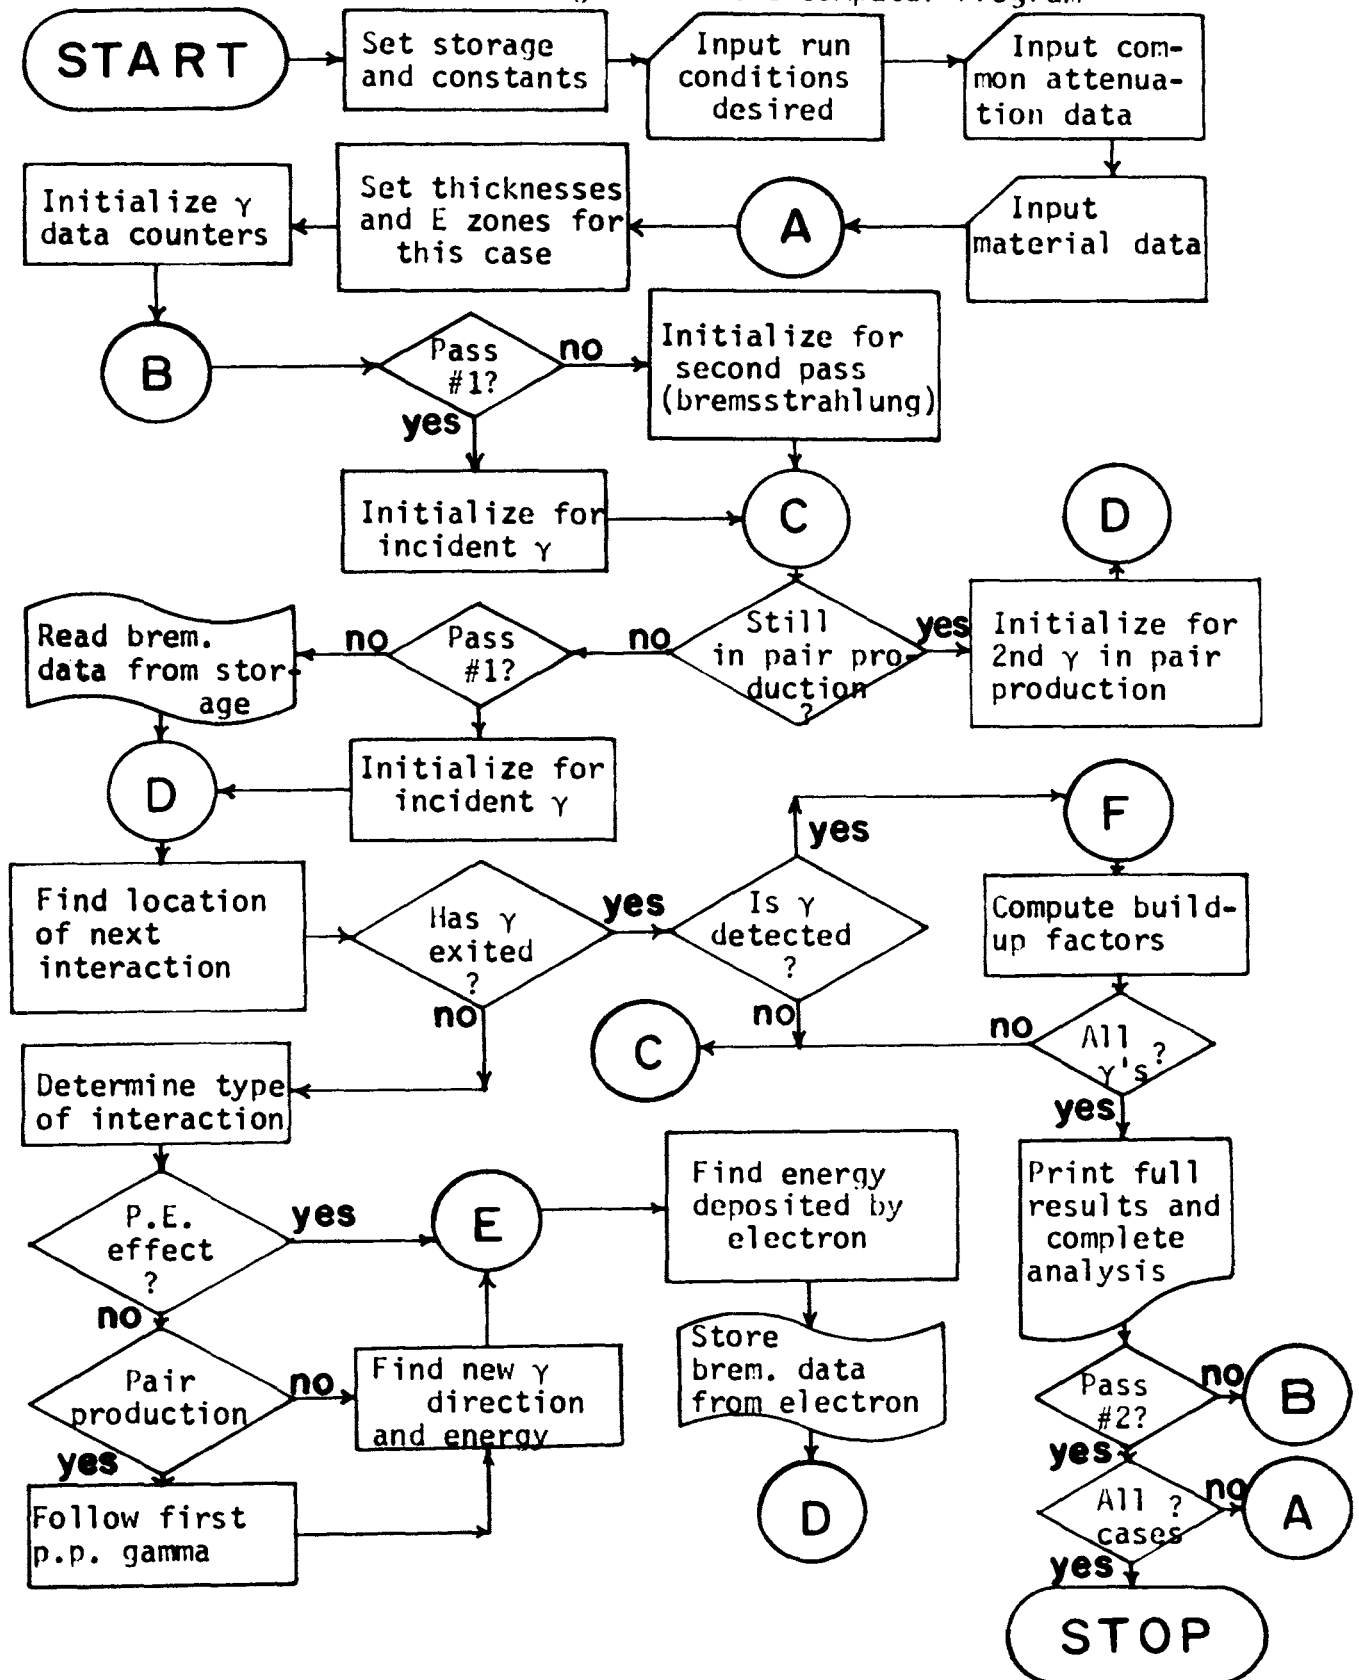 Computer Program
START
Set storage
and constants
Input run
conditions
desired
Input com-
mon attenua-
tion data
Initialize γ
data counters
Set thicknesses
and E zones for
this case
A
Input
material data
B
Pass
#1?
no
yes
Initialize for
second pass
(bremsstrahlung)
Initialize for
incident γ
C
D
Read brem.
data from stor-
age
no
Pass
#1?
no
Still
in pair pro-
duction
?
yes
Initialize for
2nd γ in pair
production
D
Initialize for
incident γ
yes
F
Find location
of next
interaction
Has γ
exited
?
yes
no
Is γ
detected
?
no
Compute build-
up factors
C
no
All
γ's ?
yes
Determine type
of interaction
P.E.
effect
?
yes
no
E
Find energy
deposited by
electron
Print full
results and
complete
analysis
Pair
production
no
yes
Find new γ
direction
and energy
Store
brem. data
from electron
Pass
#2?
no
B
yes
Follow first
p.p. gamma
D
All ?
cases
no
A
yes
STOP